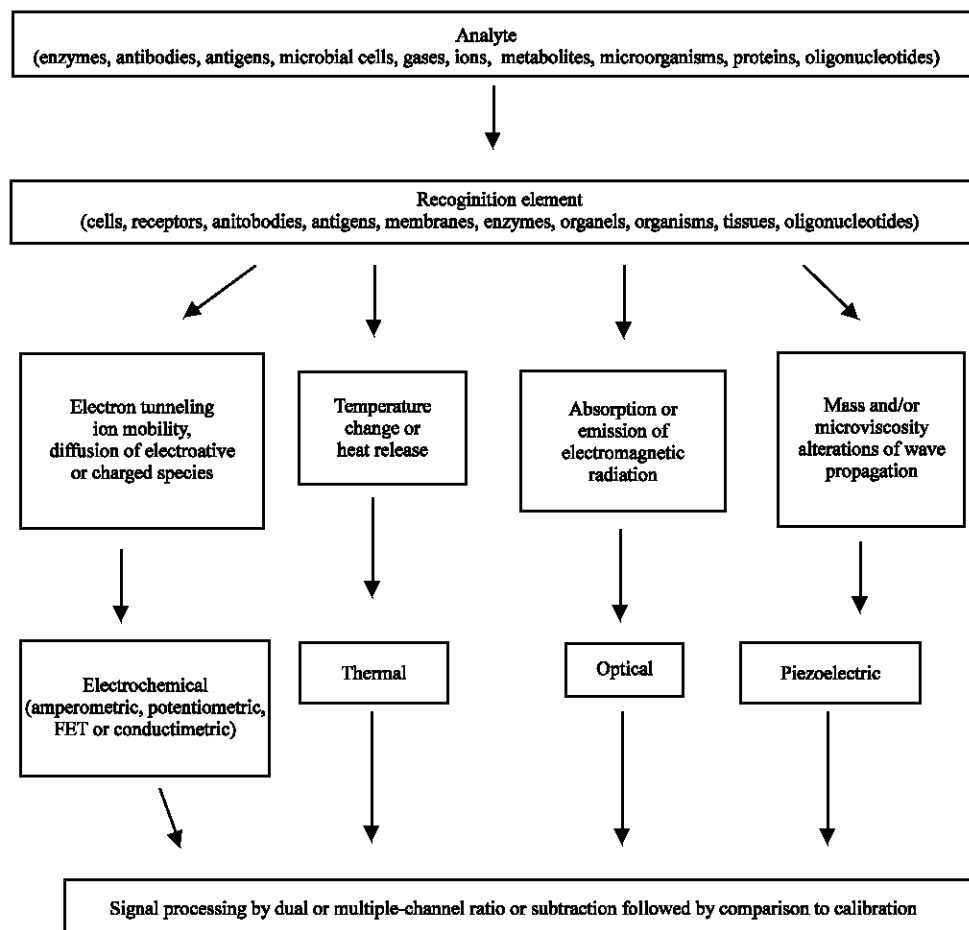 Analyte
(enzymes, antibodies, antigens, microbial cells, gases, ions, metabolites, microorganisms, proteins, oligonucleotides)
Recoginition element
(cells, receptors, anitobodies, antigens, membranes, enzymes, organels, organisms, tissues, oligonucleotides)
Electron tunneling
ion mobility,
diffusion of electroative
or charged species
Temperature
change or
heat release
Absorption or
emission of
electromagnetic
radiation
Mass and/or
microviscosity
alterations of wave
propagation
Electrochemical
(amperometric, potentiometric,
FET or conductimetric)
Thermal
Optical
Piezoelectric
Signal processing by dual or multiple-channel ratio or subtraction followed by comparison to calibration